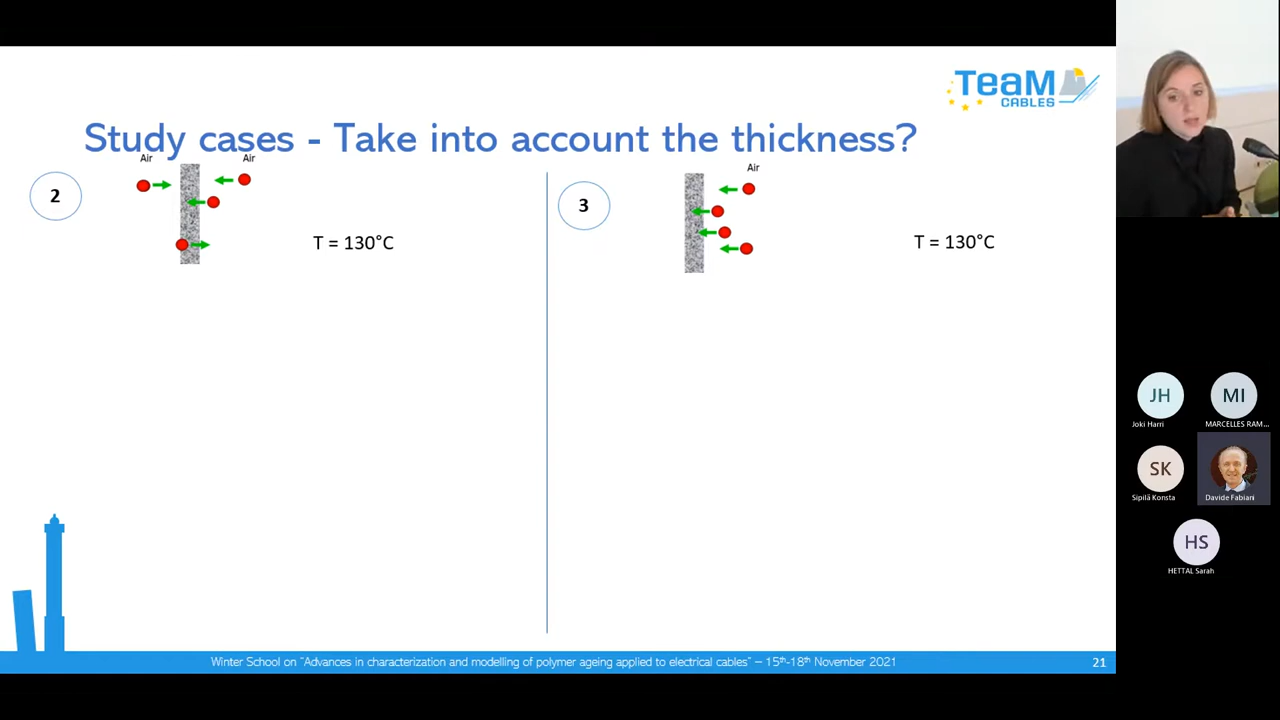 TeaM
CABLES
Study cases - Take into account the thickness?
2
Air
Air
T = 130°C
3
Air
T = 130°C
JH
Joki Harri
MI
MARCELLES RAM...
SK
Sipilä Konsta
Davide Fabiani
HS
HETTAL Sarah
Winter School on "Advances in characterization and modelling of polymer ageing applied to electrical cables" – 15th-18th November 2021
21